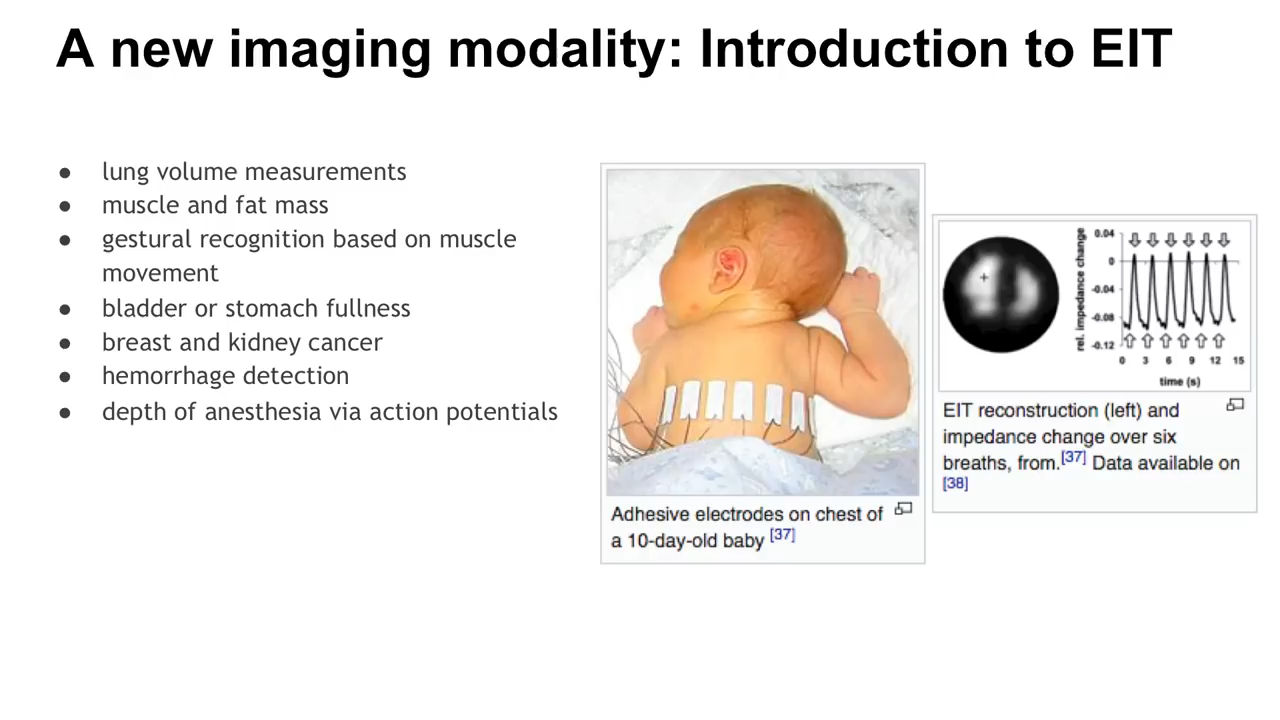 A new imaging modality: Introduction to EIT
● lung volume measurements
● muscle and fat mass
● gestural recognition based on muscle
movement
● bladder or stomach fullness
● breast and kidney cancer
● hemorrhage detection
● depth of anesthesia via action potentials
Adhesive electrodes on chest of
a 10-day-old baby [37]
rel. impedance change
0.04
0
-0.04
-0.08
-0.12
0 3 6 9 12 15
time (s)
EIT reconstruction (left) and
impedance change over six
breaths, from.[37] Data available on
[38]